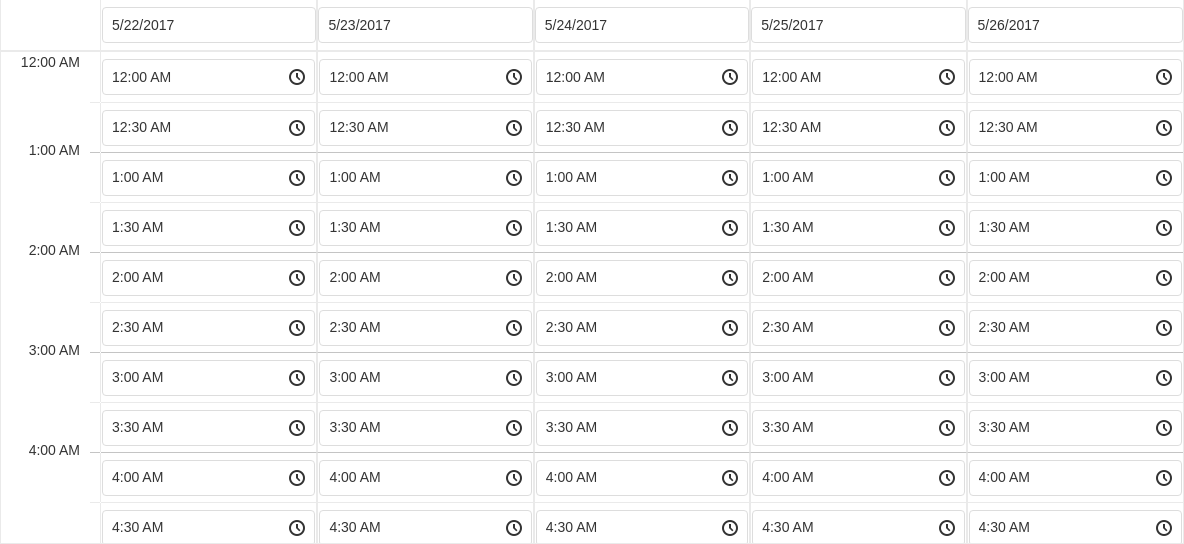 5/22/2017 5/23/2017 5/24/2017 5/25/2017 5/26/2017
12:00 AM
12:00 AM 12:00 AM 12:00 AM 12:00 AM 12:00 AM
12:30 AM 12:30 AM 12:30 AM 12:30 AM 12:30 AM
1:00 AM
1:00 AM 1:00 AM 1:00 AM 1:00 AM 1:00 AM
1:30 AM 1:30 AM 1:30 AM 1:30 AM 1:30 AM
2:00 AM
2:00 AM 2:00 AM 2:00 AM 2:00 AM 2:00 AM
2:30 AM 2:30 AM 2:30 AM 2:30 AM 2:30 AM
3:00 AM
3:00 AM 3:00 AM 3:00 AM 3:00 AM 3:00 AM
3:30 AM 3:30 AM 3:30 AM 3:30 AM 3:30 AM
4:00 AM
4:00 AM 4:00 AM 4:00 AM 4:00 AM 4:00 AM
4:30 AM 4:30 AM 4:30 AM 4:30 AM 4:30 AM